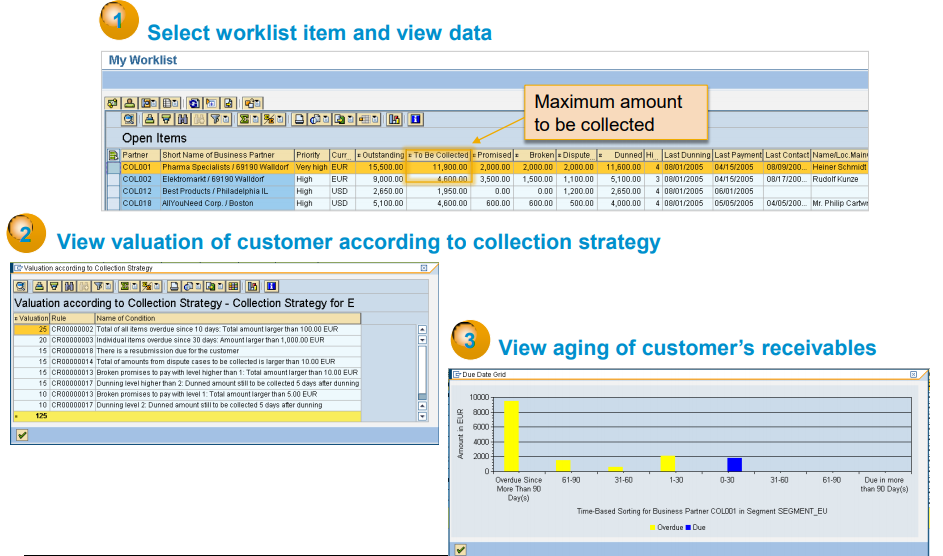 1
Select worklist item and view data
My Worklist
Maximum amount
to be collected
Open Items
Partner Short Name of Business Partner Priority Curr.. Outstanding To Be Collected Promised Broken Dispute Dunned Hi.. Last Dunning Last Payment Last Contact Name/Loc.Main
COL001 Pharma Specialists / 69190 Walldorf Very high EUR 15,500.00 11,900.00 2,000.00 2,000.00 2,000.00 11,600.00 4 08/01/2005 04/15/2005 08/09/200... Heiner Schmidt
COL002 Elektromarkt / 69190 Walldorf High EUR 9,000.00 4,600.00 3,500.00 1,500.00 1,100.00 5,100.00 3 08/01/2005 04/15/2005 08/17/200... Rudolf Kunze
COL012 Best Products / Philadelphia IL High USD 2,650.00 1,950.00 0.00 0.00 1,200.00 2,650.00 4 08/01/2005 06/01/2005
COL018 AllYouNeed Corp. / Boston High USD 5,100.00 4,600.00 600.00 600.00 500.00 4,000.00 4 08/01/2005 05/05/2005 04/05/200... Mr. Philip Cartw
2
View valuation of customer according to collection strategy
Valuation according to Collection Strategy
Valuation according to Collection Strategy - Collection Strategy for E
Valuation Rule Name of Condition
25 CR00000002 Total of all items overdue since 10 days: Total amount larger than 100.00 EUR
20 CR00000003 Individual items overdue since 30 days: Amount larger than 1,000.00 EUR
15 CR00000018 There is a resubmission due for the customer
15 CR00000014 Total of amounts from dispute cases to be collected is larger than 10.00 EUR
15 CR00000013 Broken promises to pay with level higher than 1: Total amount larger than 10.00 EUR
15 CR00000017 Dunning level higher than 2: Dunned amount still to be collected 5 days after dunning
10 CR00000013 Broken promises to pay with level 1: Total amount larger than 5.00 EUR
10 CR00000017 Dunning level 2: Dunned amount still to be collected 5 days after dunning
125
3
View aging of customer's receivables
Due Date Grid
Amount in EUR
10000
8000
6000
4000
2000
0
Overdue Since 61-90 31-60 1-30 0-30 31-60 61-90 Due in more
More Than 90 than 90 Day(s)
Day(s)
Time-Based Sorting for Business Partner COL001 in Segment SEGMENT_EU
Overdue Due